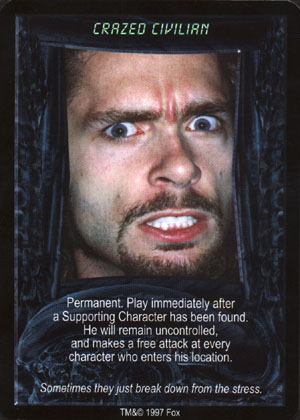 CRAZED CIVILIAN
Permanent. Play immediately after
a Supporting Character has been found.
He will remain uncontrolled,
and makes a free attack at every
character who enters his location.
Sometimes they just break down from the stress.
TM&© 1997 Fox